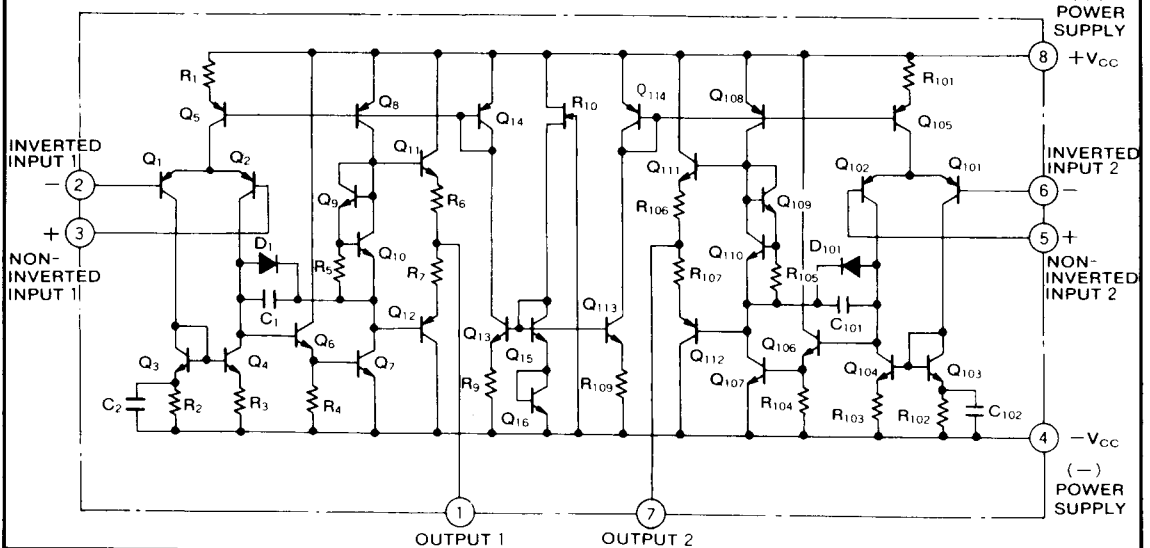 POWER
SUPPLY
8 +VCC
R1
R101
Q5
Q8
Q14
R10
Q114
Q108
Q105
INVERTED
INPUT 1
- 2
Q1
Q2
Q11
Q111
Q102
Q101
INVERTED
INPUT 2
6 -
Q9
R6
R106
Q109
+ 3
5 +
NON-
INVERTED
INPUT 1
D1
Q10
R5
R7
R107
Q110
R105
D101
NON-
INVERTED
INPUT 2
C1
Q6
Q12
Q13
Q15
Q113
Q112
Q106
C101
Q3
Q4
Q7
Q107
Q104
Q103
C2
R2
R3
R4
R9
Q16
R109
R104
R103
R102
C102
4 -VCC
(-)
POWER
SUPPLY
1
7
OUTPUT 1
OUTPUT 2